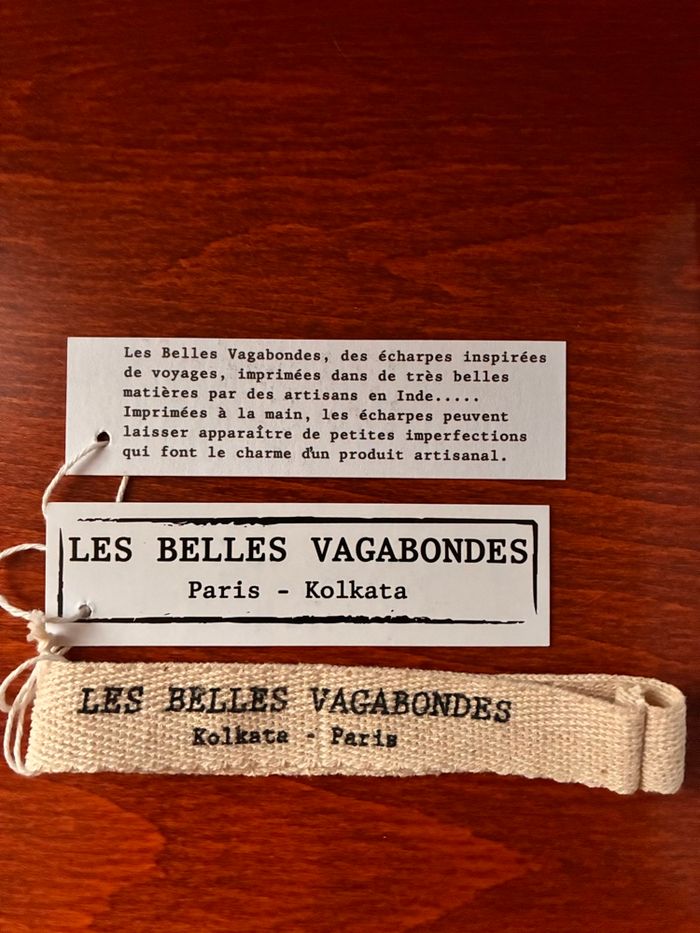 Les Belles Vagabondes, des écharpes inspirées
de voyages, imprimées dans de très belles
matières par des artisans en Inde.....
Imprimées à la main, les écharpes peuvent
laisser apparaître de petites imperfections
qui font le charme d'un produit artisanal.
LES BELLES VAGABONDES
Paris - Kolkata
LES BELLES VAGABONDES
Kolkata - Paris